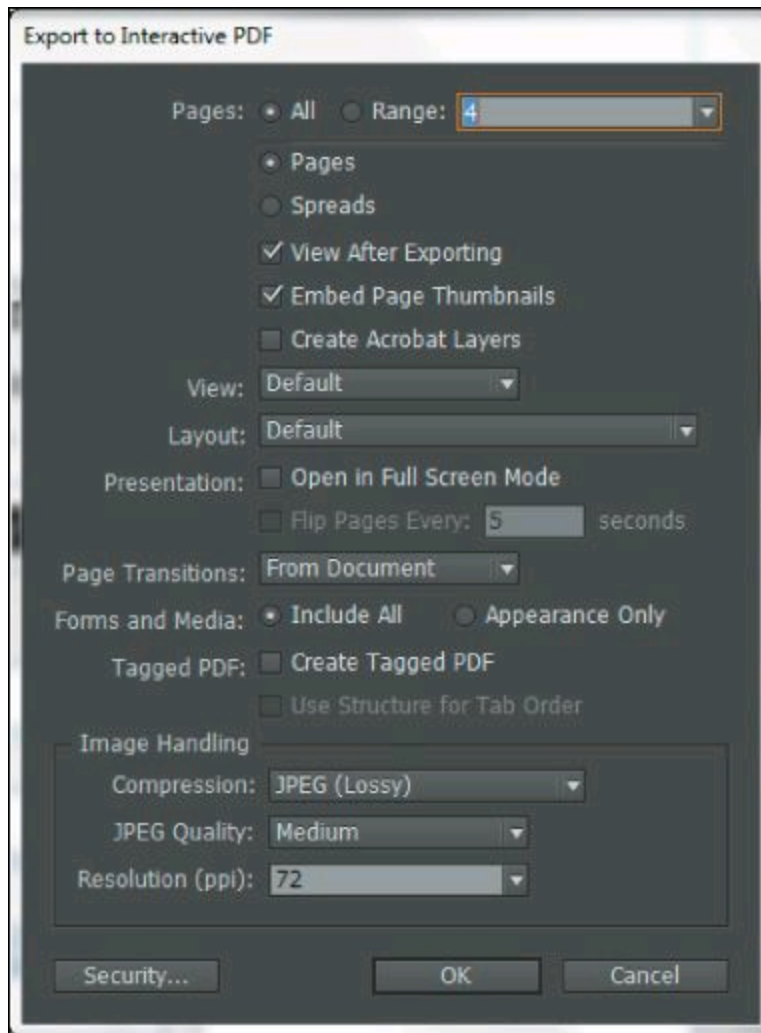 Export to Interactive PDF
Pages: All Range: 4
Pages
Spreads
View After Exporting
Embed Page Thumbnails
Create Acrobat Layers
View: Default
Layout: Default
Presentation: Open in Full Screen Mode
Flip Pages Every: 5 seconds
Page Transitions: From Document
Forms and Media: Include All Appearance Only
Tagged PDF: Create Tagged PDF
Use Structure for Tab Order
Image Handling
Compression: JPEG (Lossy)
JPEG Quality: Medium
Resolution (ppi): 72
Security... OK Cancel